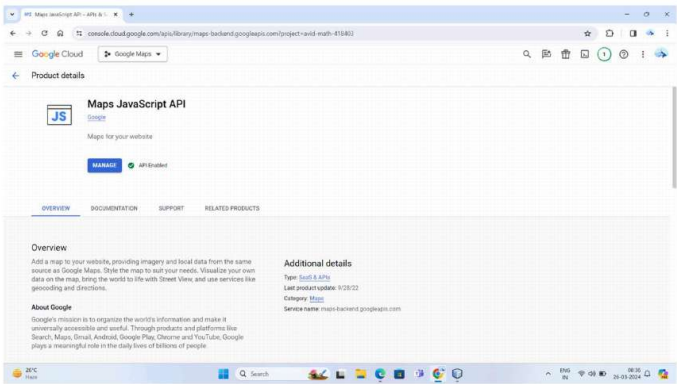 Maps JavaScript API – APIs & S
console.cloud.google.com/apis/library/maps-backend.googleapis.com?project=avid-math-418403
Google Cloud
Google Maps
1
Product details
JS
Maps JavaScript API
Google
Maps for your website
MANAGE
API Enabled
OVERVIEW DOCUMENTATION SUPPORT RELATED PRODUCTS
Overview
Add a map to your website, providing imagery and local data from the same
source as Google Maps. Style the map to suit your needs. Visualize your own
data on the map, bring the world to life with Street View, and use services like
geocoding and directions.
About Google
Google's mission is to organize the world's information and make it
universally accessible and useful. Through products and platforms like
Search, Maps, Gmail, Android, Google Play, Chrome and YouTube, Google
plays a meaningful role in the daily lives of billions of people.
Additional details
Type: SaaS & APIs
Last product update: 9/28/22
Category: Maps
Service name: maps-backend.googleapis.com
26°C
Haze
Search
ENG
IN
08:36
26-03-2024